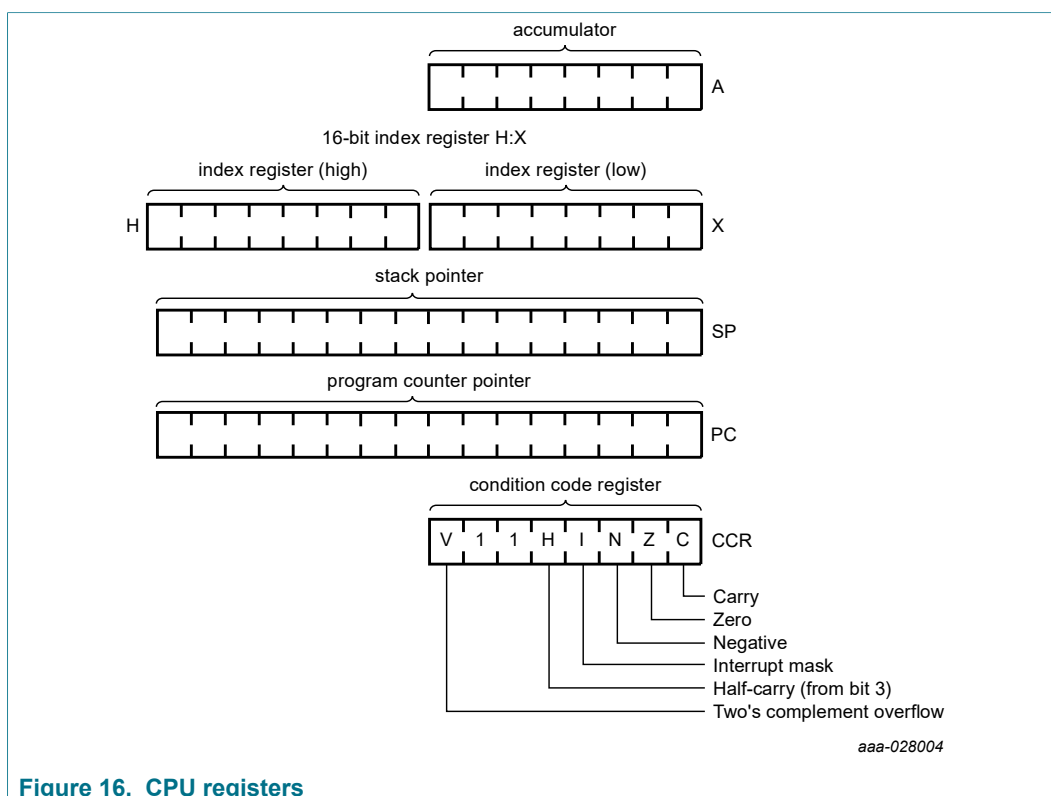 accumulator
A
16-bit index register H:X
index register (high) index register (low)
H X
stack pointer
SP
program counter pointer
PC
condition code register
V 1 1 H I N Z C CCR
Carry
Zero
Negative
Interrupt mask
Half-carry (from bit 3)
Two's complement overflow
aaa-028004
Figure 16. CPU registers